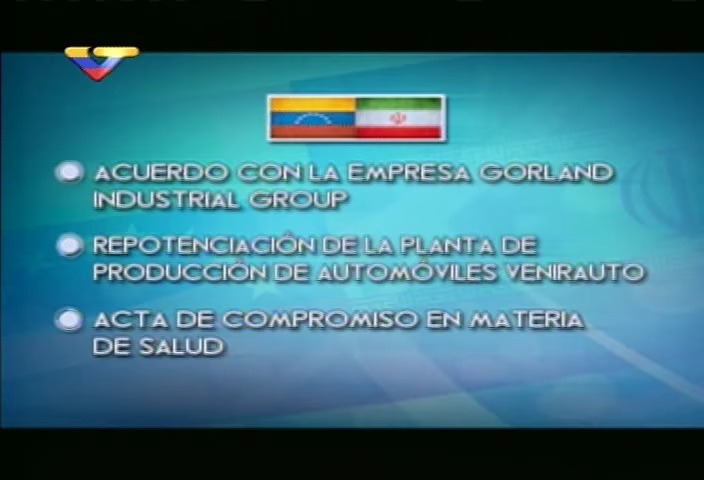 ACUERDO CON LA EMPRESA GORLAND
INDUSTRIAL GROUP
REPOTENCIACIÓN DE LA PLANTA DE
PRODUCCIÓN DE AUTOMÓVILES VENIRAUTO
ACTA DE COMPROMISO EN MATERIA
DE SALUD